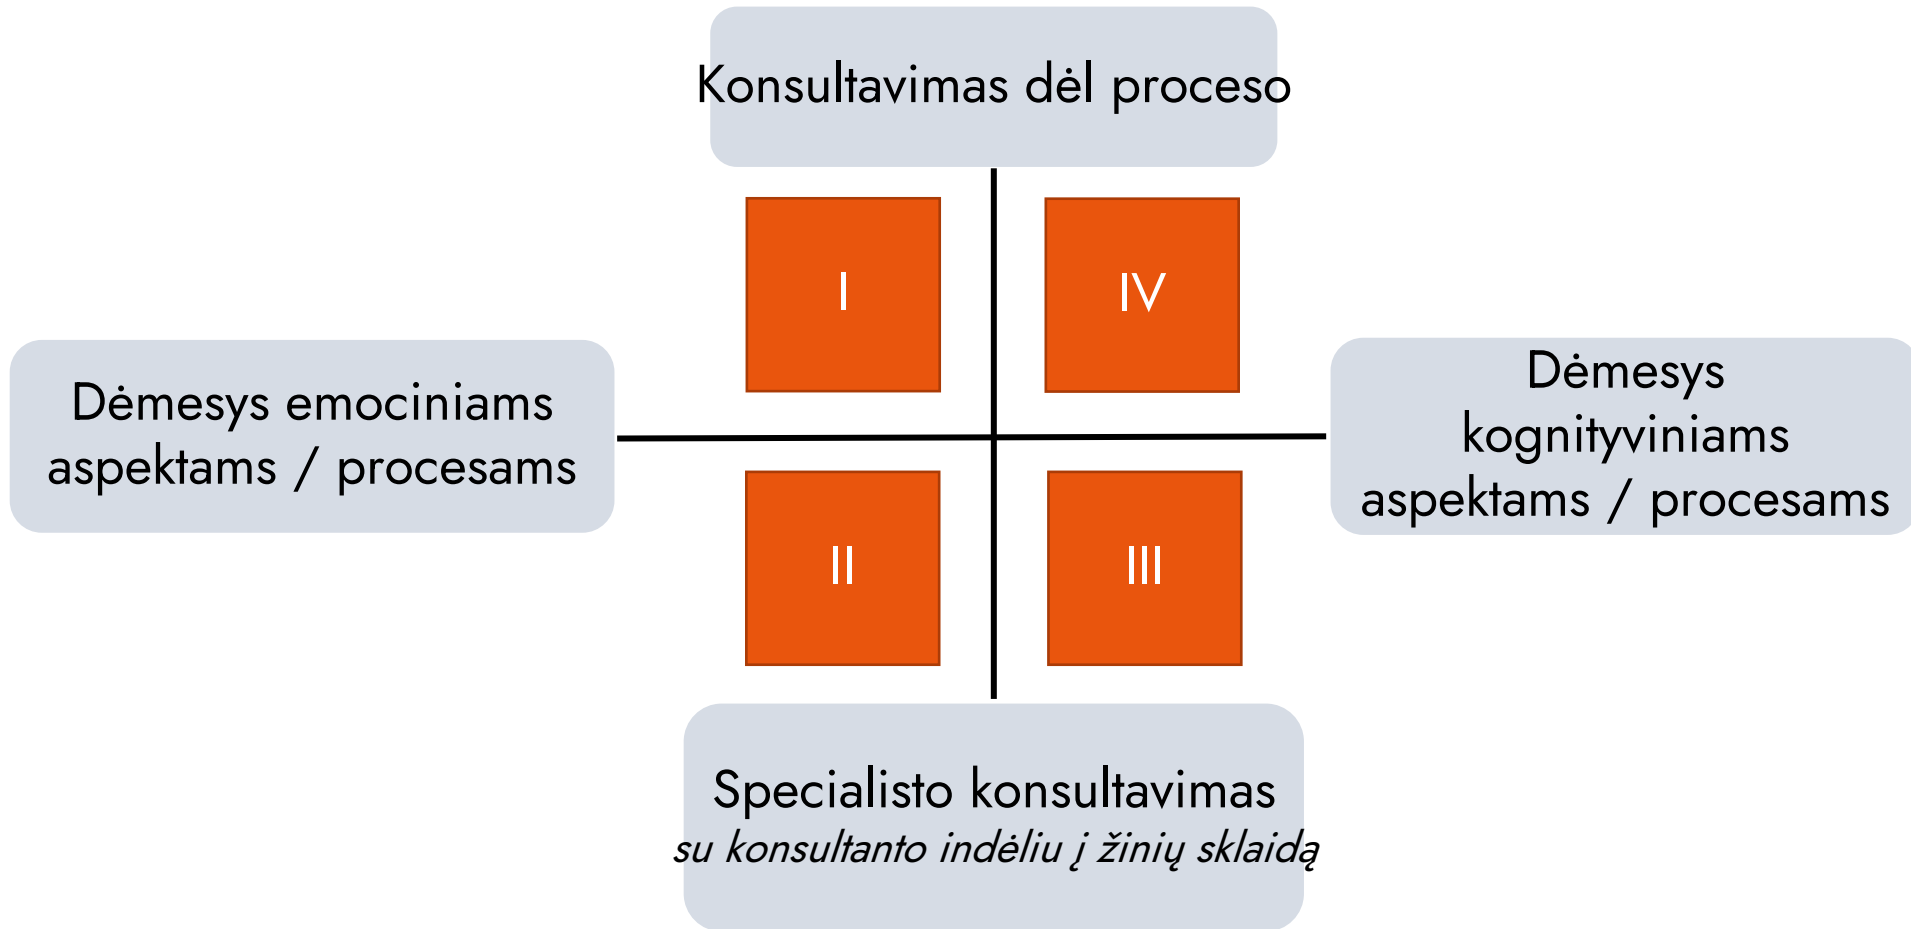 Konsultavimas dėl proceso
I
IV
Dėmesys emociniams
aspektams / procesams
Dėmesys
kognityviniams
aspektams / procesams
II
III
Specialisto konsultavimas
su konsultanto indėliu į žinių sklaidą